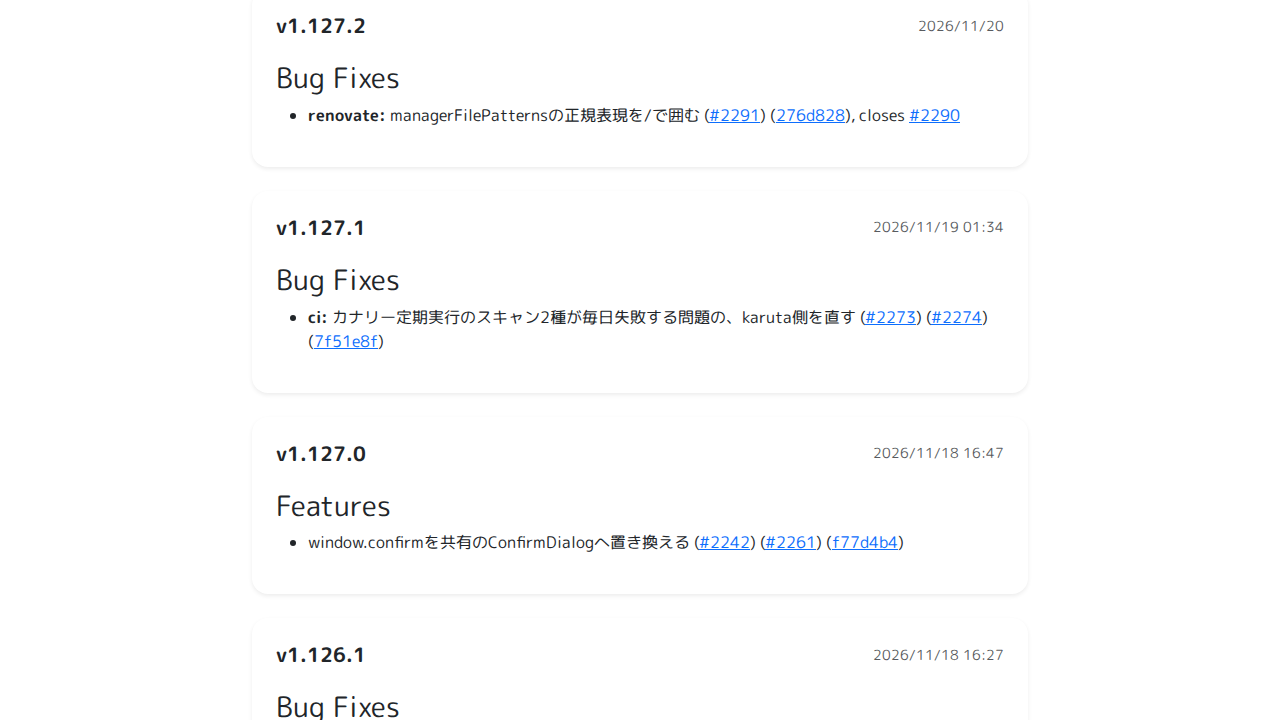 v1.127.2
2026/11/20
Bug Fixes
renovate: managerFilePatternsの正規表現を/で囲む (#2291) (276d828), closes #2290
v1.127.1
2026/11/19 01:34
Bug Fixes
ci: カナリー定期実行のスキャン2種が毎日失敗する問題の、karuta側を直す (#2273) (#2274)
(7f51e8f)
v1.127.0
2026/11/18 16:47
Features
window.confirmを共有のConfirmDialogへ置き換える (#2242) (#2261) (f77d4b4)
v1.126.1
2026/11/18 16:27
Bug Fixes